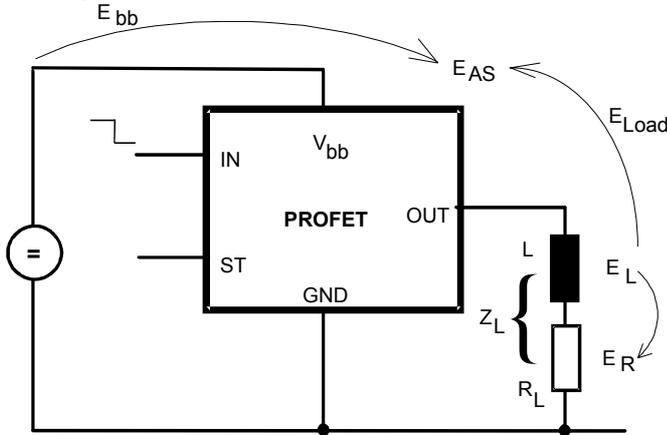 E bb
E AS
E Load
V bb
IN
PROFET
OUT
ST
GND
L
E L
Z L
{
E R
R L
=